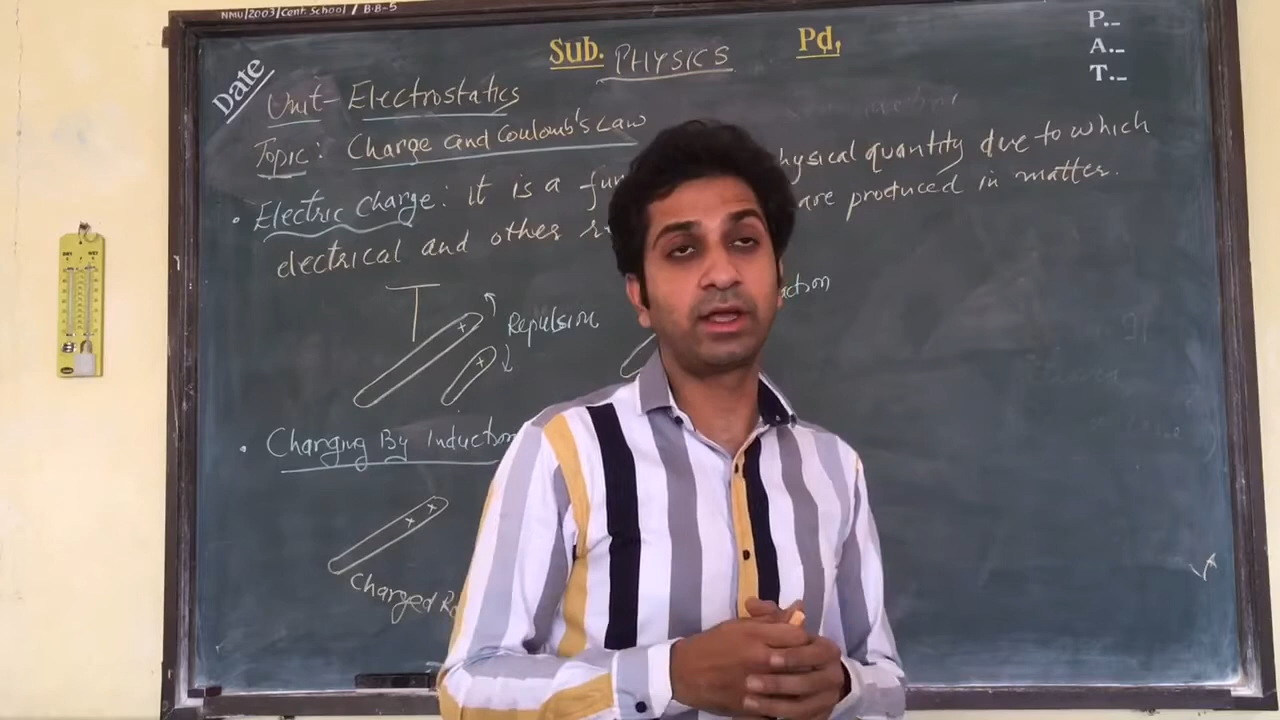 NMU/2003/Cent. School / B.B-5
Date
Sub. PHYSICS Pd,
P.-
A.-
T.-
Unit- Electrostatics
Topic: Charge and Coulomb's Law
• Electric Charge: it is a physical quantity due to which
electrical and other are produced in matter.
Repulsion
+
+
• Charging By Induction
+ +
Charged